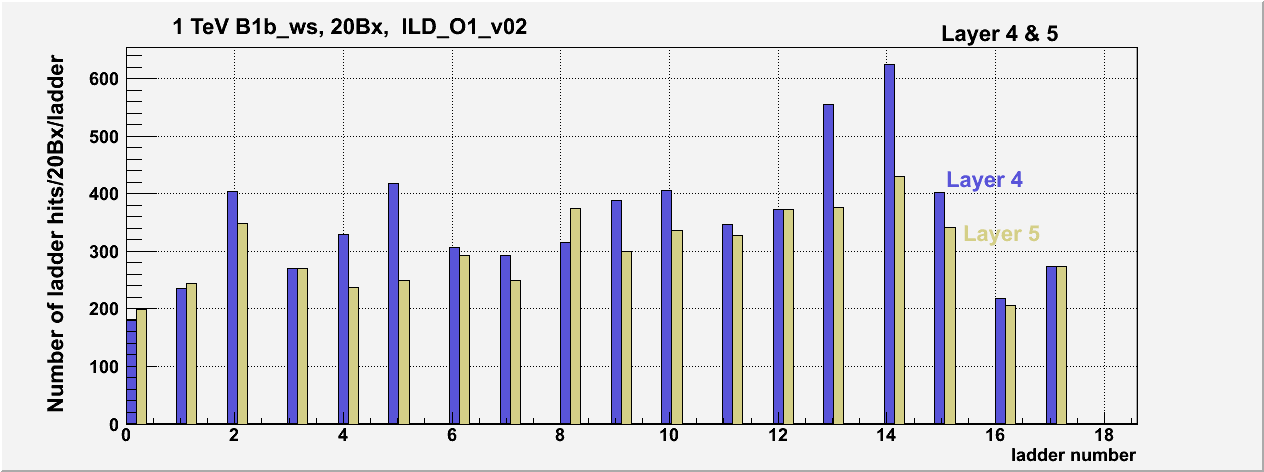 1 TeV B1b_ws, 20Bx,  ILD_O1_v02
Layer 4 & 5
Number of ladder hits/20Bx/ladder
600
500
400
300
200
100
0
Layer 4
Layer 5
0 2 4 6 8 10 12 14 16 18
ladder number